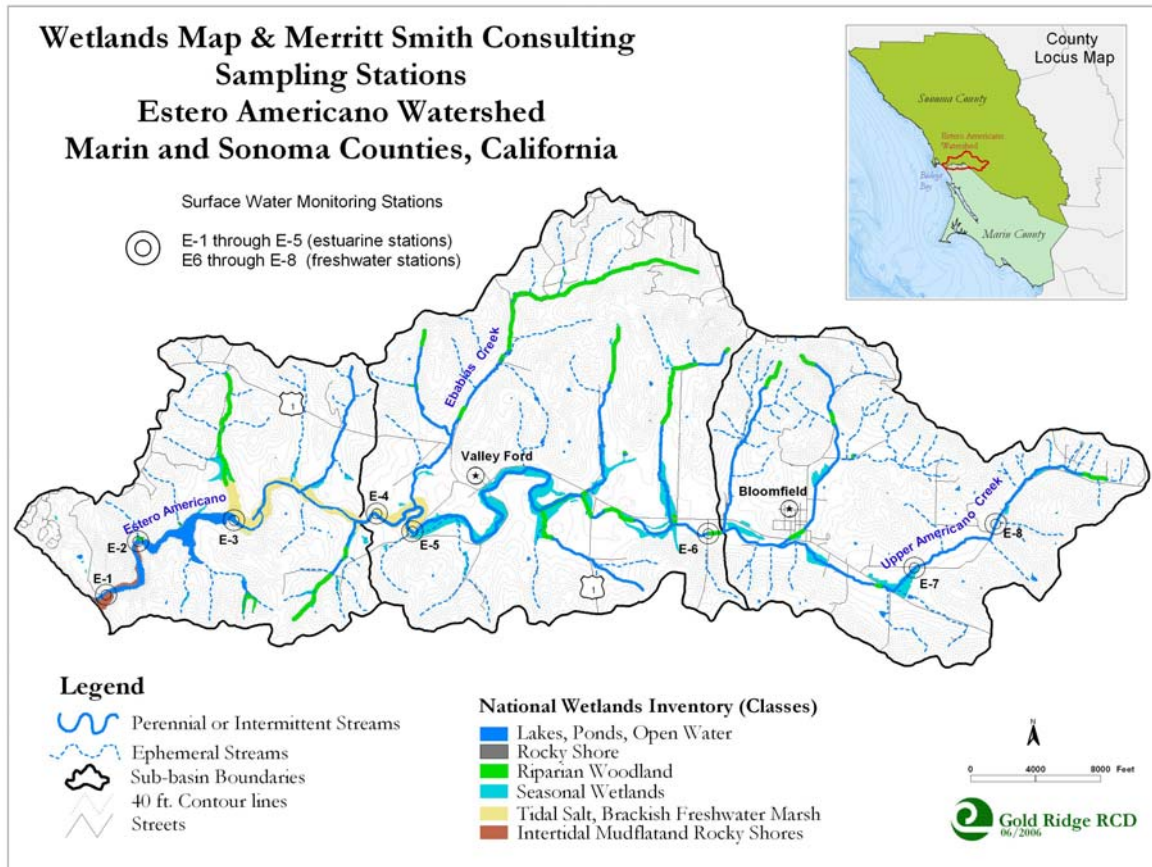 Wetlands Map & Merritt Smith Consulting
Sampling Stations
Estero Americano Watershed
Marin and Sonoma Counties, California
Surface Water Monitoring Stations
E-1 through E-5 (estuarine stations)
E6 through E-8 (freshwater stations)
County
Locus Map
Sonoma County
Estero Americano
Watershed
Bodega
Bay
Marin County
Ebabias Creek
1
Valley Ford
Estero Americano
E-4
E-3
E-2
E-5
E-1
E-6
1
Bloomfield
Upper Americano Creek
E-8
E-7
Legend
Perennial or Intermittent Streams
Ephemeral Streams
Sub-basin Boundaries
40 ft. Contour lines
Streets
National Wetlands Inventory (Classes)
Lakes, Ponds, Open Water
Rocky Shore
Riparian Woodland
Seasonal Wetlands
Tidal Salt, Brackish Freshwater Marsh
Intertidal Mudflatand Rocky Shores
N
0 4000 8000 Feet
Gold Ridge RCD
06/2006